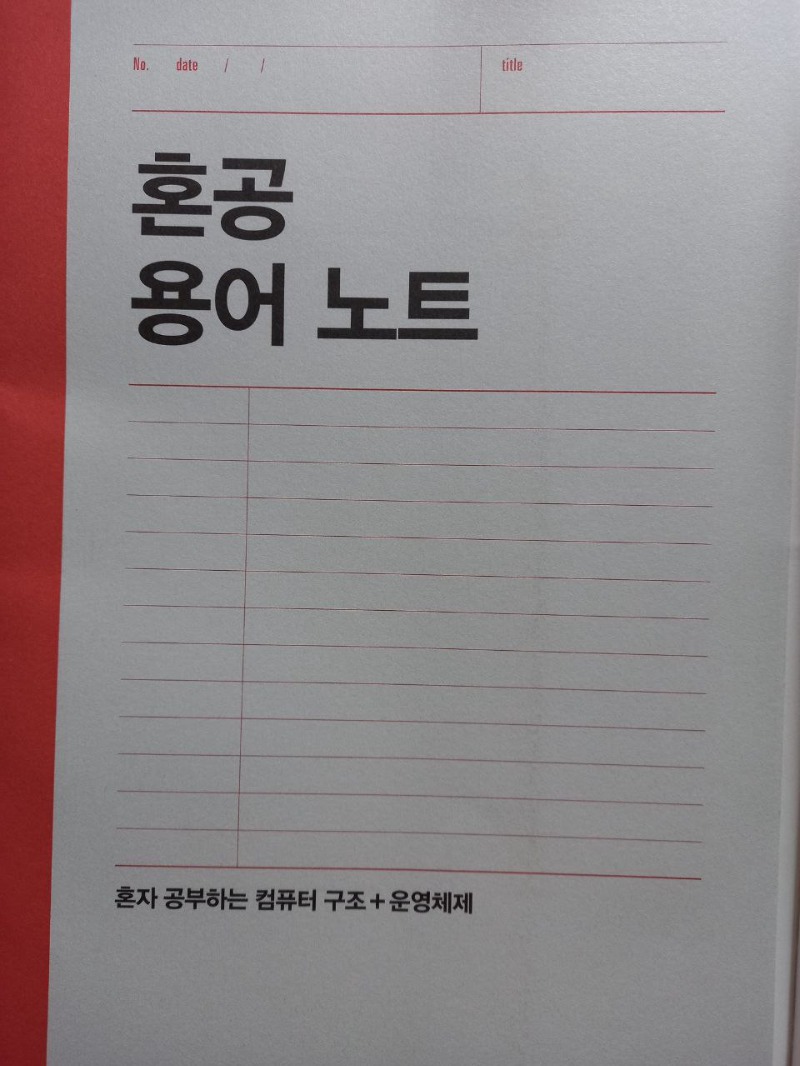 No. date / / title
혼공
용어 노트
혼자 공부하는 컴퓨터 구조+운영체제